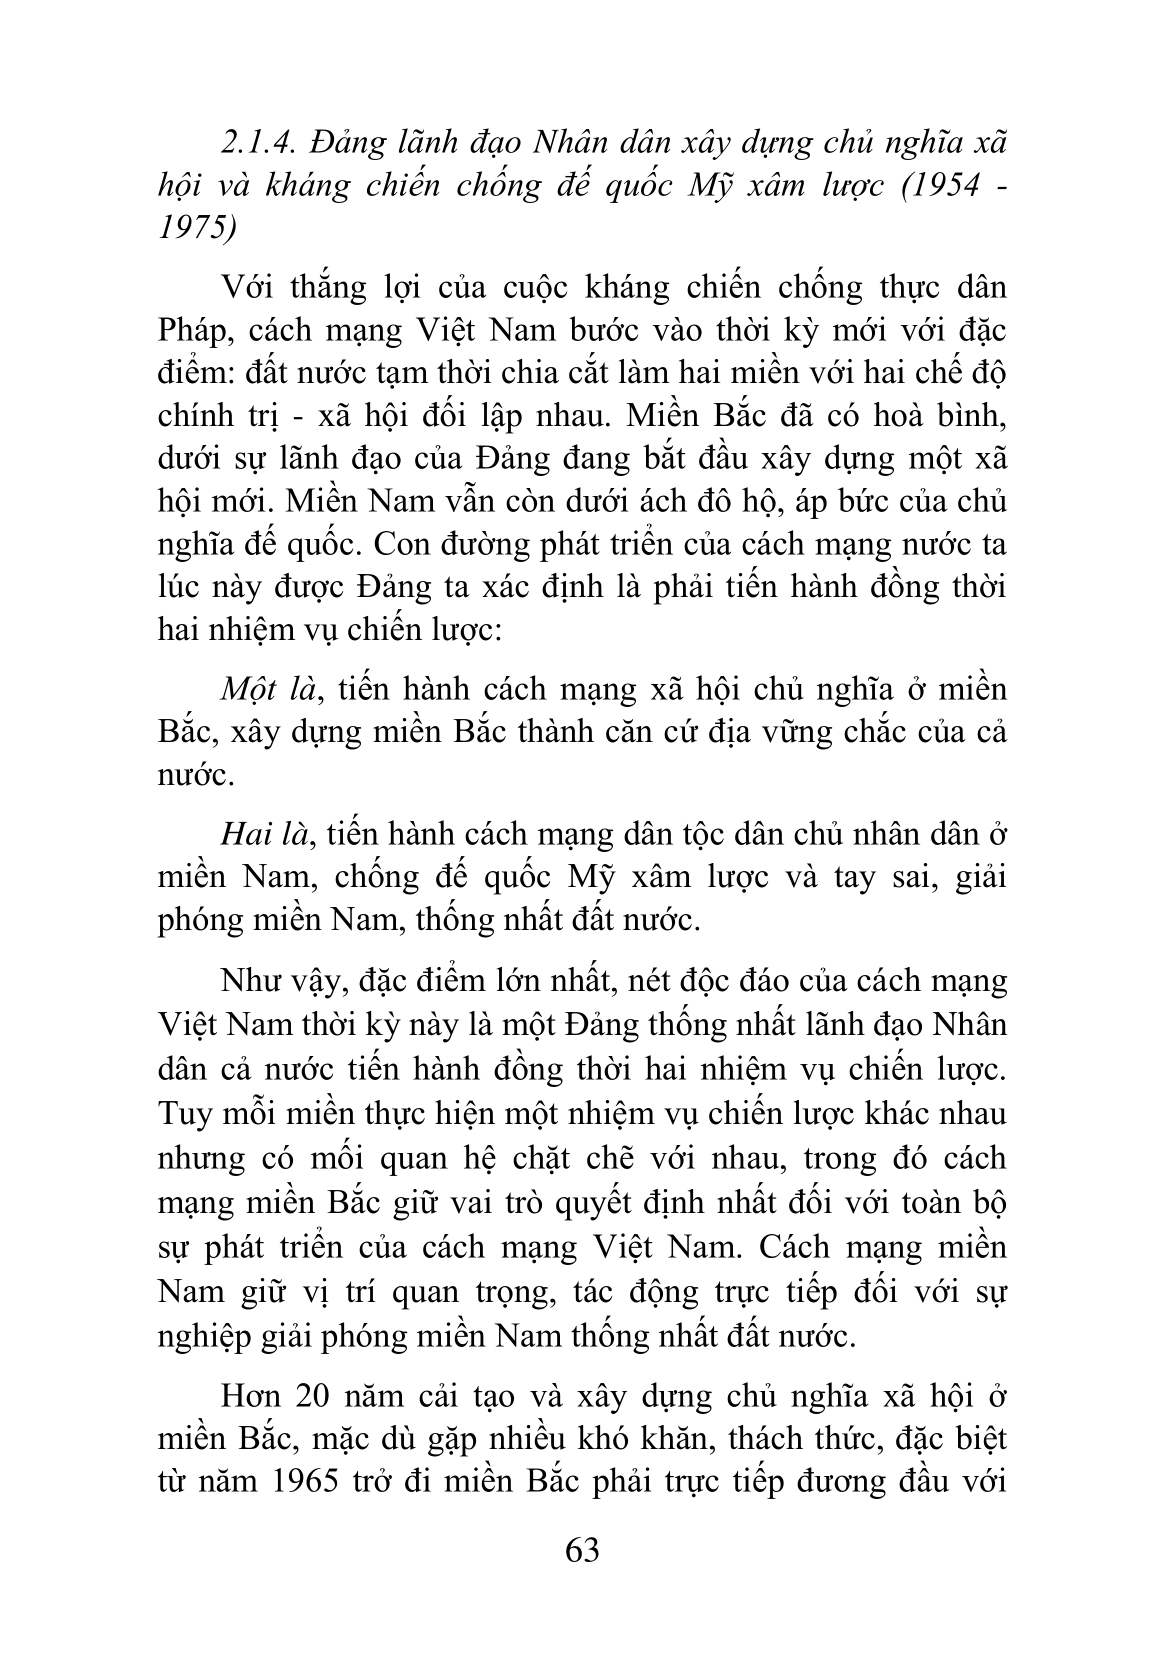 2.1.4. Đảng lãnh đạo Nhân dân xây dựng chủ nghĩa xã
hội và kháng chiến chống đế quốc Mỹ xâm lược (1954 -
1975)
Với thắng lợi của cuộc kháng chiến chống thực dân
Pháp, cách mạng Việt Nam bước vào thời kỳ mới với đặc
điểm: đất nước tạm thời chia cắt làm hai miền với hai chế độ
chính trị - xã hội đối lập nhau. Miền Bắc đã có hoà bình,
dưới sự lãnh đạo của Đảng đang bắt đầu xây dựng một xã
hội mới. Miền Nam vẫn còn dưới ách đô hộ, áp bức của chủ
nghĩa đế quốc. Con đường phát triển của cách mạng nước ta
lúc này được Đảng ta xác định là phải tiến hành đồng thời
hai nhiệm vụ chiến lược:
Một là, tiến hành cách mạng xã hội chủ nghĩa ở miền
Bắc, xây dựng miền Bắc thành căn cứ địa vững chắc của cả
nước.
Hai là, tiến hành cách mạng dân tộc dân chủ nhân dân ở
miền Nam, chống đế quốc Mỹ xâm lược và tay sai, giải
phóng miền Nam, thống nhất đất nước.
Như vậy, đặc điểm lớn nhất, nét độc đáo của cách mạng
Việt Nam thời kỳ này là một Đảng thống nhất lãnh đạo Nhân
dân cả nước tiến hành đồng thời hai nhiệm vụ chiến lược.
Tuy mỗi miền thực hiện một nhiệm vụ chiến lược khác nhau
nhưng có mối quan hệ chặt chẽ với nhau, trong đó cách
mạng miền Bắc giữ vai trò quyết định nhất đối với toàn bộ
sự phát triển của cách mạng Việt Nam. Cách mạng miền
Nam giữ vị trí quan trọng, tác động trực tiếp đối với sự
nghiệp giải phóng miền Nam thống nhất đất nước.
Hơn 20 năm cải tạo và xây dựng chủ nghĩa xã hội ở
miền Bắc, mặc dù gặp nhiều khó khăn, thách thức, đặc biệt
từ năm 1965 trở đi miền Bắc phải trực tiếp đương đầu với
63